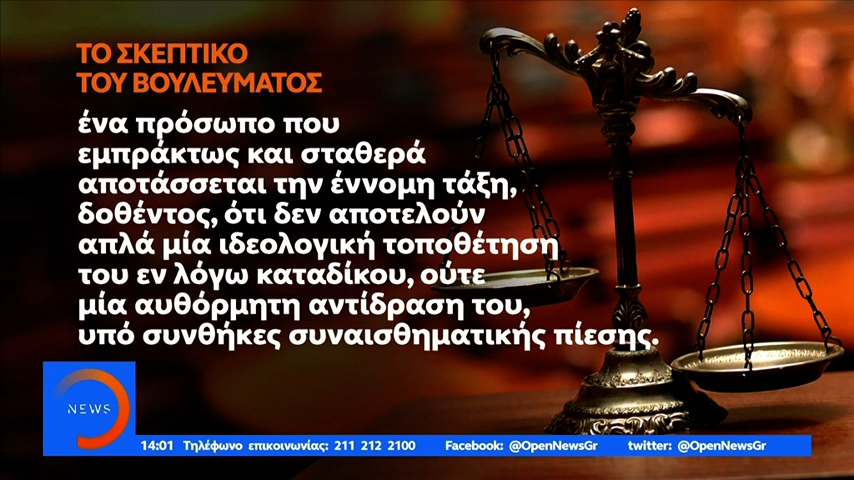 ΤΟ ΣΚΕΠΤΙΚΟ
ΤΟΥ ΒΟΥΛΕΥΜΑΤΟΣ
ένα πρόσωπο που
εμπράκτως και σταθερά
αποτάσσεται την έννομη τάξη,
δοθέντος, ότι δεν αποτελούν
απλά μία ιδεολογική τοποθέτηση
του εν λόγω καταδίκου, ούτε
μία αυθόρμητη αντίδραση του,
υπό συνθήκες συναισθηματικής πίεσης.
NEWS
14:01 Τηλέφωνο επικοινωνίας: 211 212 2100 Facebook: @OpenNewsGr twitter: @OpenNewsGr